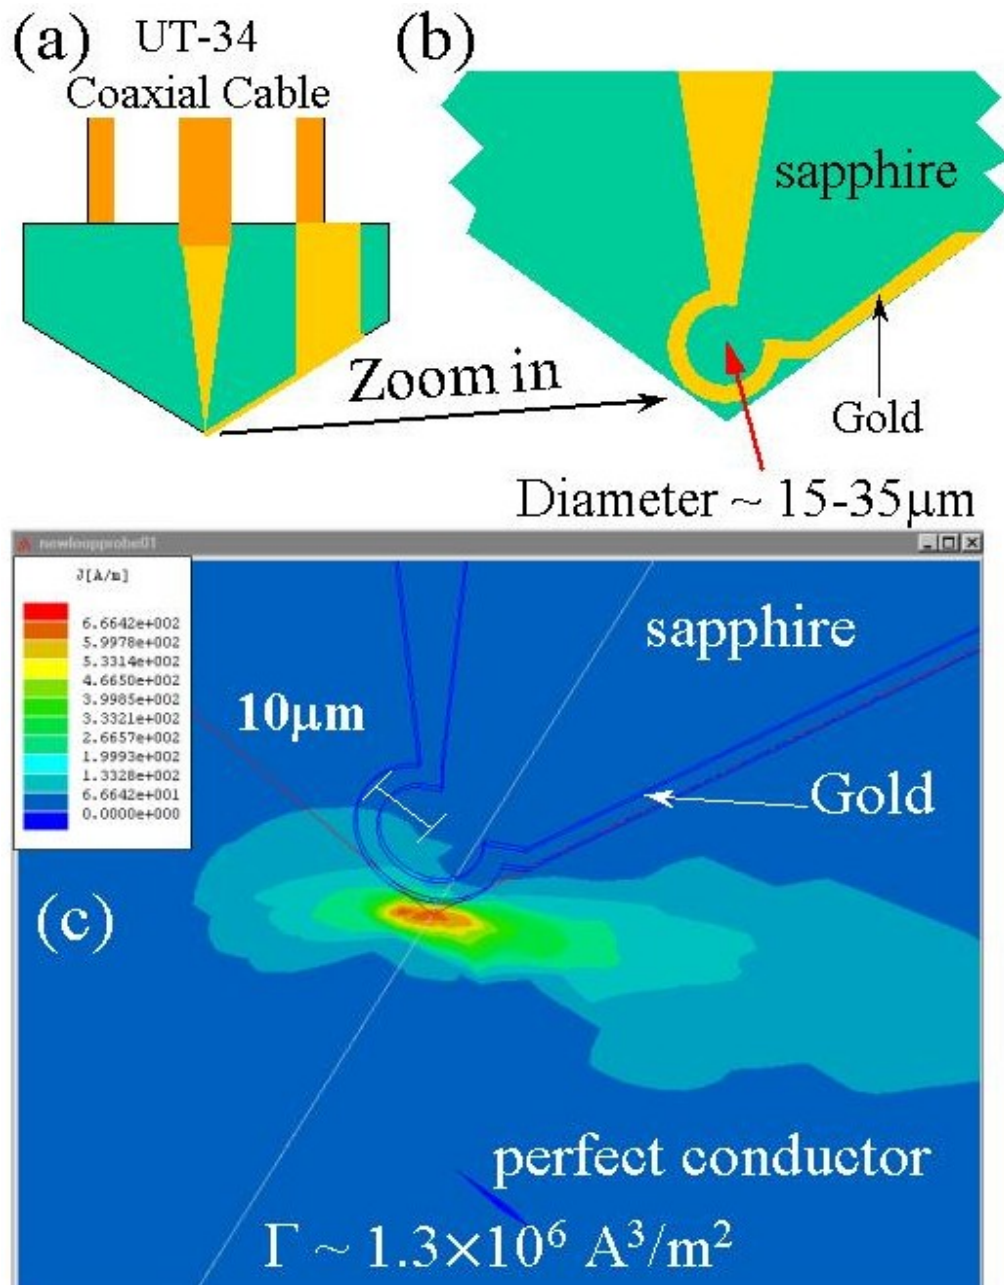 (a) UT-34
Coaxial Cable
(b)
sapphire
Zoom in
Gold
Diameter ~ 15-35μm
newloopprobe01
J[A/m]
6.6642e+002
5.9978e+002
5.3314e+002
4.6650e+002
3.9985e+002
3.3321e+002
2.6657e+002
1.9993e+002
1.3328e+002
6.6642e+001
0.0000e+000
sapphire
10μm
Gold
(c)
perfect conductor
Γ ~ 1.3×10⁶ A³/m²